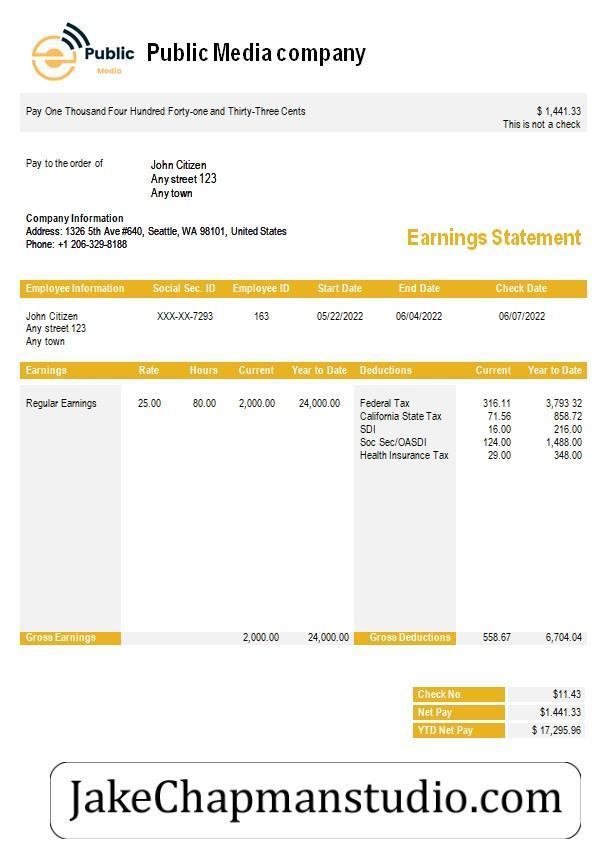 Public
Media
Public Media company
Pay One Thousand Four Hundred Forty-one and Thirty-Three Cents $ 1,441.33
This is not a check
Pay to the order of John Citizen
Any street 123
Any town
Company Information
Address: 1326 5th Ave #640, Seattle, WA 98101, United States
Phone: +1 206-329-8188
Earnings Statement
Employee Information Social Sec. ID Employee ID Start Date End Date Check Date
John Citizen XXX-XX-7293 163 05/22/2022 06/04/2022 06/07/2022
Any street 123
Any town
Earnings Rate Hours Current Year to Date Deductions Current Year to Date
Regular Earnings 25.00 80.00 2,000.00 24,000.00 Federal Tax 316.11 3,793 32
California State Tax 71.56 858.72
SDI 16.00 216.00
Soc Sec/OASDI 124.00 1,488.00
Health Insurance Tax 29.00 348.00
Gross Earnings 2,000.00 24,000.00 Gross Deductions 558.67 6,704.04
Check No. $11.43
Net Pay $1.441.33
YTD Net Pay $ 17,295.96
JakeChapmanstudio.com